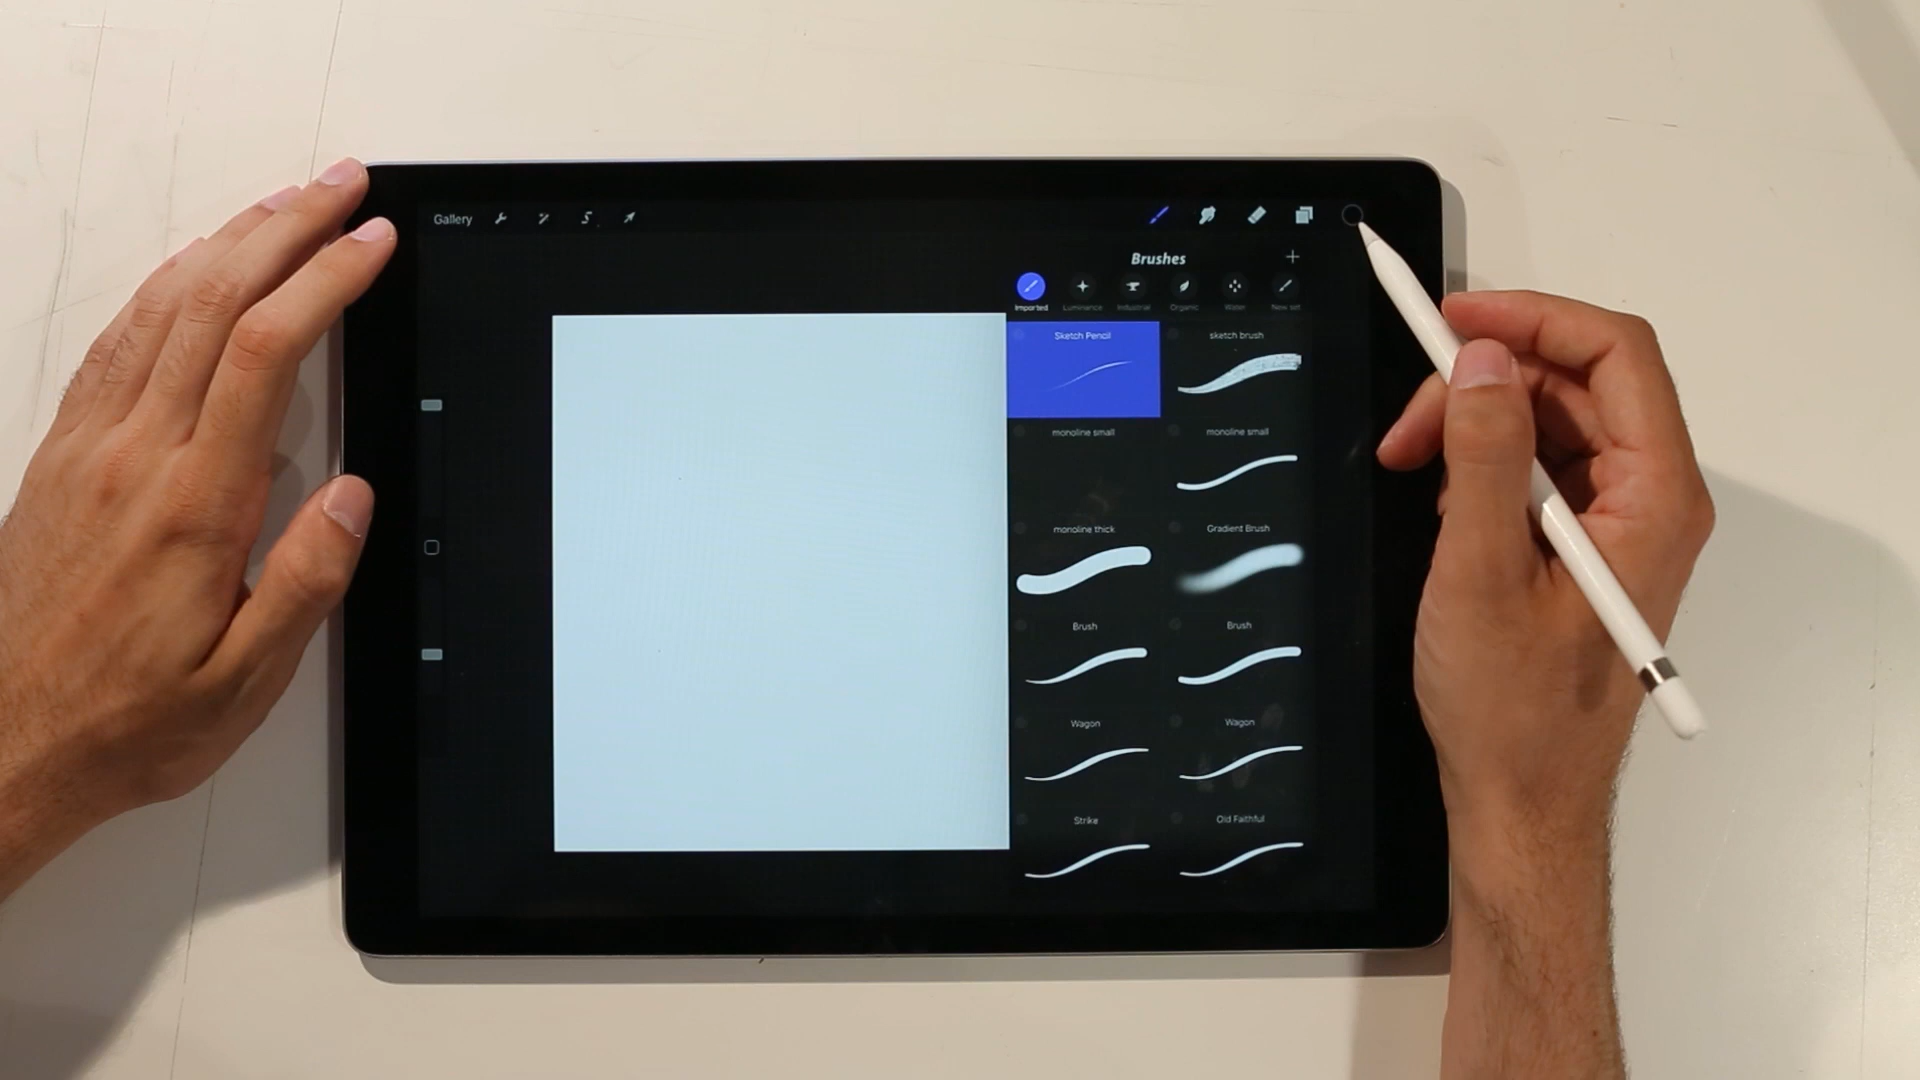 Gallery
Brushes
Imported Luminance Industrial Organic Water New set
Sketch Pencil sketch brush
monoline small monoline small
monoline thick Gradient Brush
Brush Brush
Wagon Wagon
Strike Old Faithful